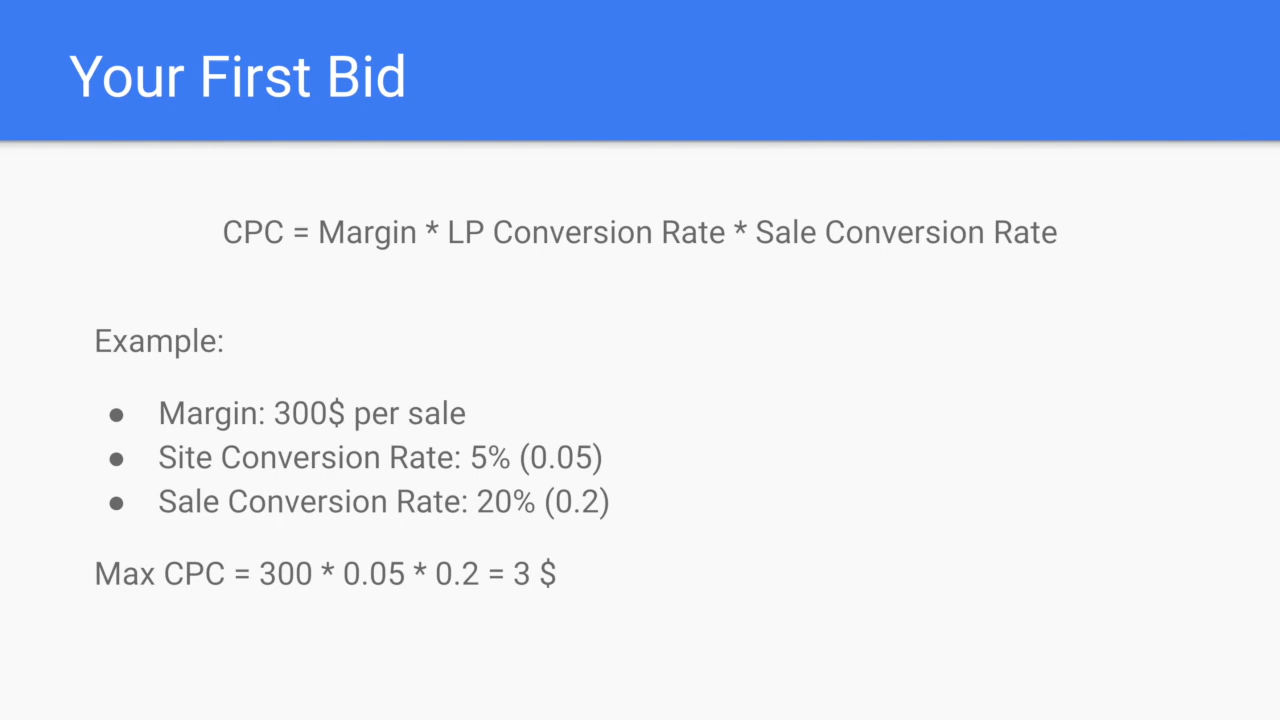 Your First Bid
CPC = Margin * LP Conversion Rate * Sale Conversion Rate
Example:
● Margin: 300$ per sale
● Site Conversion Rate: 5% (0.05)
● Sale Conversion Rate: 20% (0.2)
Max CPC = 300 * 0.05 * 0.2 = 3 $